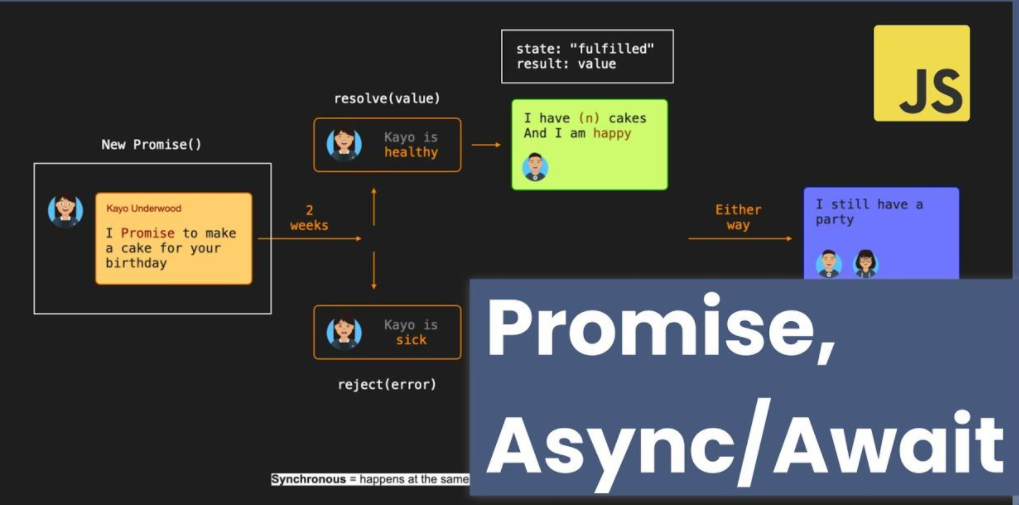 state: "fulfilled"
result: value
JS
resolve(value)
I have (n) cakes
And I am happy
Kayo is
healthy
New Promise()
Kayo Underwood
I Promise to make
a cake for your
birthday
2
weeks
Either
way
I still have a
party
Kayo is
sick
reject(error)
Promise,
Async/Await
Synchronous = happens at the same